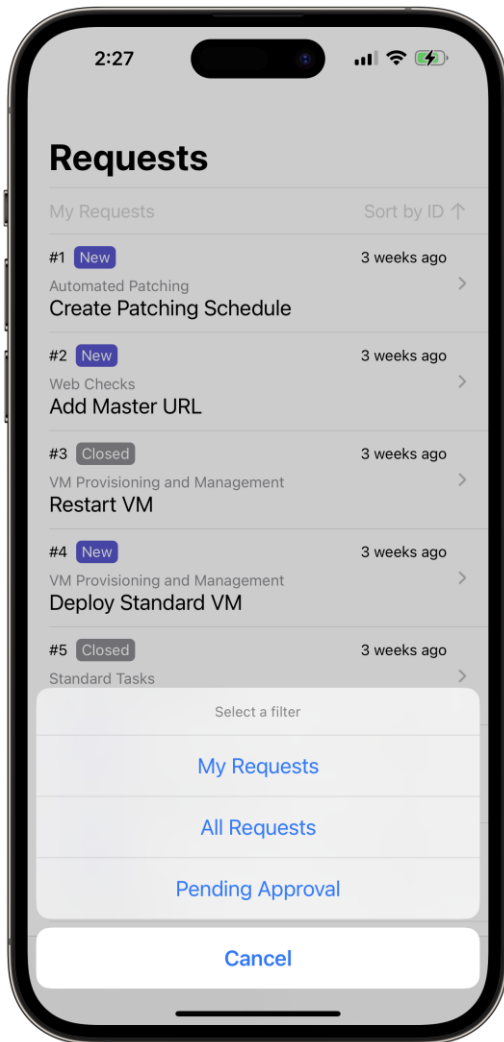 2:27
Requests
My Requests Sort by ID ↑
#1 New 3 weeks ago
Automated Patching
Create Patching Schedule
#2 New 3 weeks ago
Web Checks
Add Master URL
#3 Closed 3 weeks ago
VM Provisioning and Management
Restart VM
#4 New 3 weeks ago
VM Provisioning and Management
Deploy Standard VM
#5 Closed 3 weeks ago
Standard Tasks
Select a filter
My Requests
All Requests
Pending Approval
Cancel